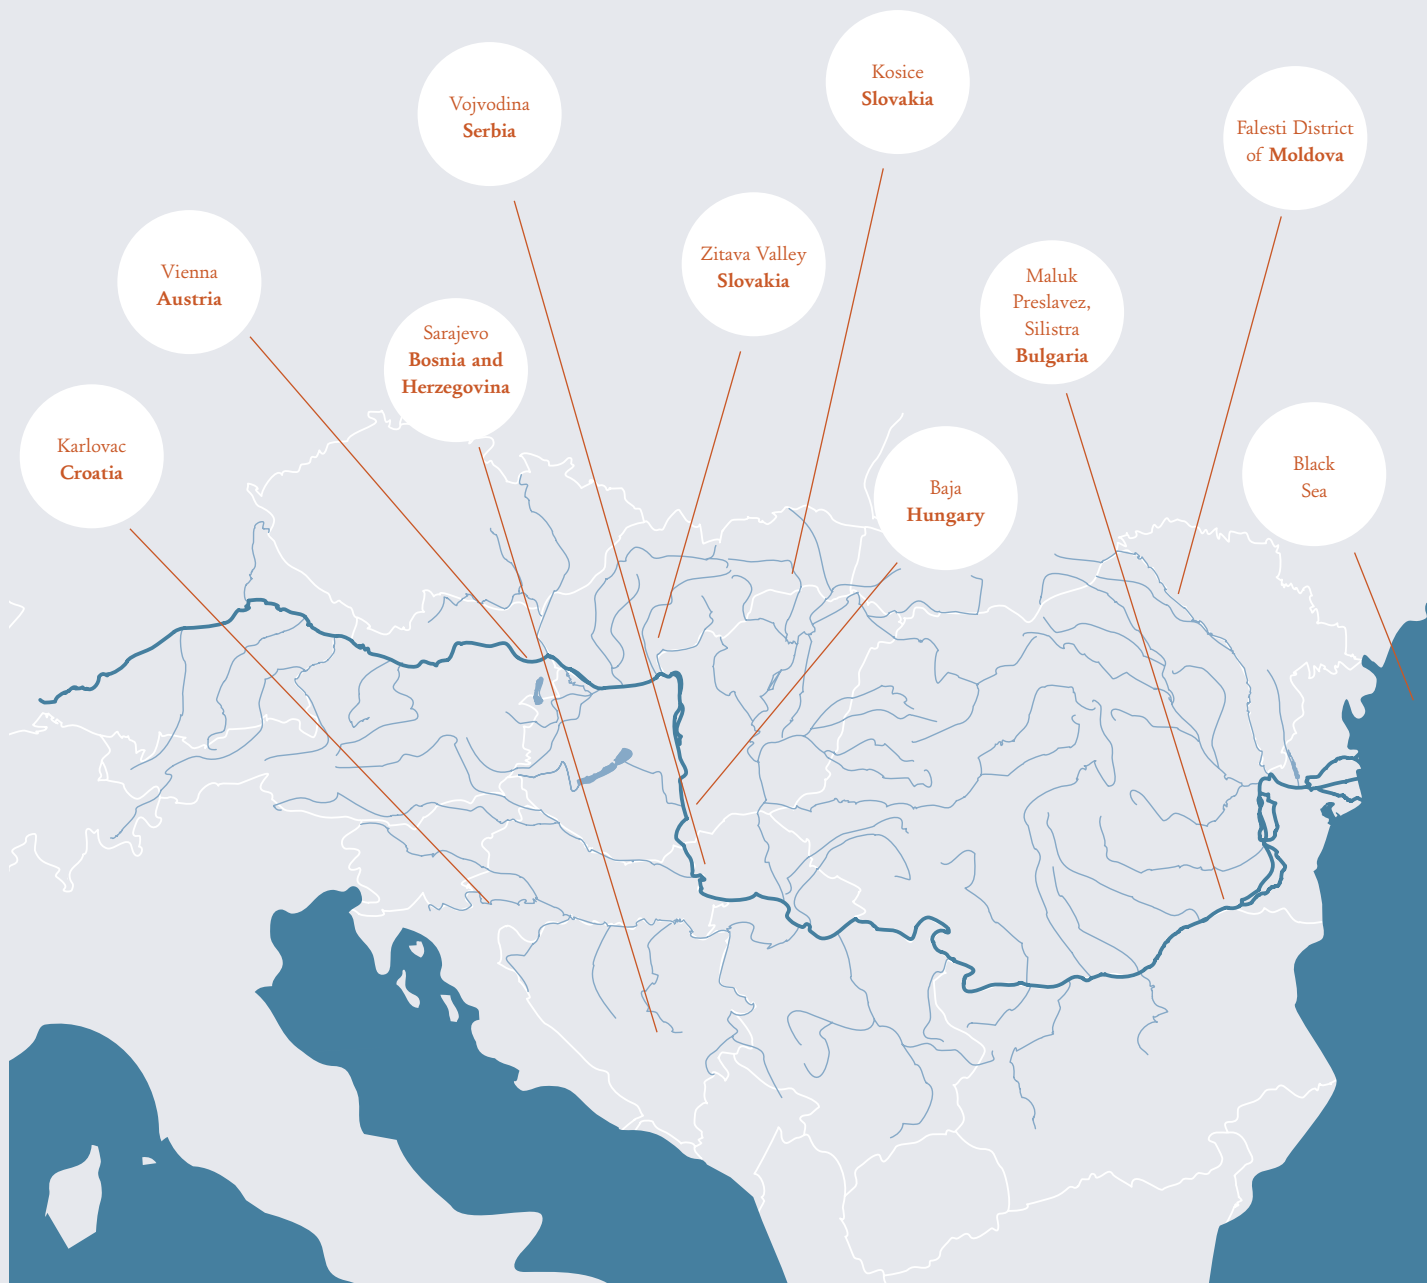 Kosice
Slovakia
Vojvodina
Serbia
Falesti District
of Moldova
Zitava Valley
Slovakia
Vienna
Austria
Maluk
Preslavez,
Silistra
Bulgaria
Sarajevo
Bosnia and
Herzegovina
Karlovac
Croatia
Black
Sea
Baja
Hungary